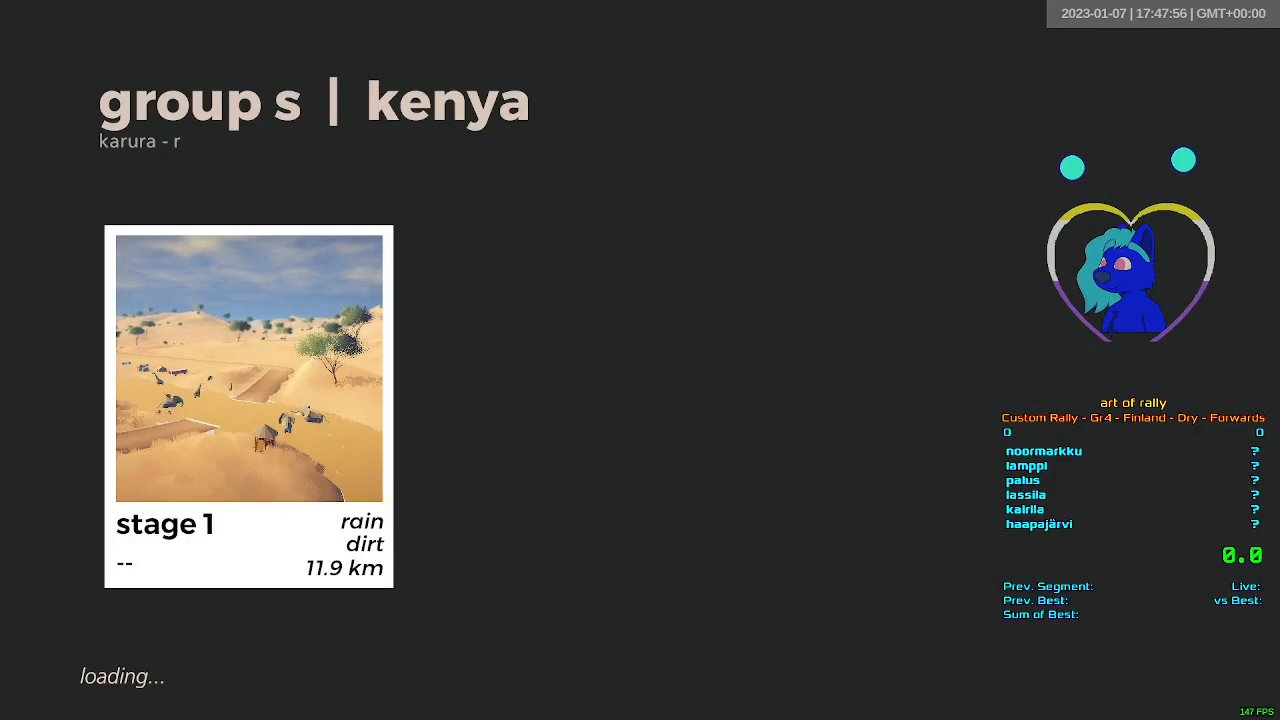 2023-01-07 | 17:47:56 | GMT+00:00
group s | kenya
karura - r
stage 1
rain
dirt
--
11.9 km
loading...
art of rally
Custom Rally - Gr4 - Finland - Dry - Forwards
0 0
noormarkku ?
lamppi ?
palus ?
lassila ?
kairila ?
haapajärvi ?
0.0
Prev. Segment: Live:
Prev. Best: vs Best:
Sum of Best:
147 FPS